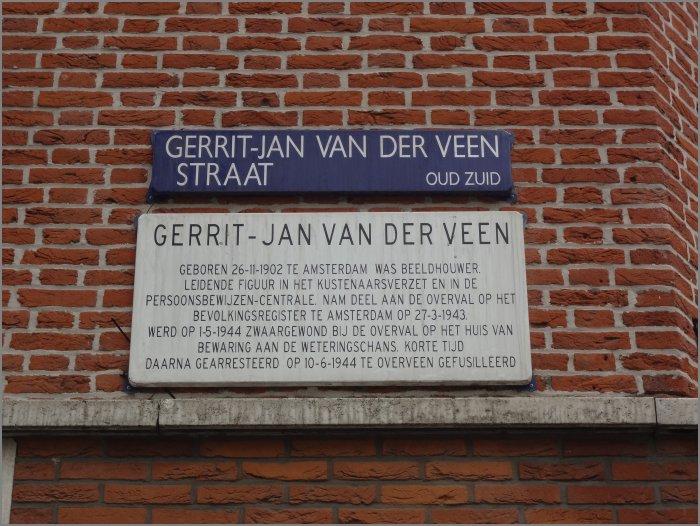 GERRIT-JAN VAN DER VEEN
STRAAT OUD ZUID
GERRIT-JAN VAN DER VEEN
GEBOREN 26-11-1902 TE AMSTERDAM WAS BEELDHOUWER.
LEIDENDE FIGUUR IN HET KUNSTENAARSVERZET EN IN DE
PERSOONSBEWIJZEN-CENTRALE. NAM DEEL AAN DE OVERVAL OP HET
BEVOLKINGSREGISTER TE AMSTERDAM OP 27-3-1943.
WERD OP 1-5-1944 ZWAARGEWOND BIJ DE OVERVAL OP HET HUIS VAN
BEWARING AAN DE WETERINGSCHANS. KORTE TIJD
DAARNA GEARRESTEERD OP 10-6-1944 TE OVERVEEN GEFUSILLEERD